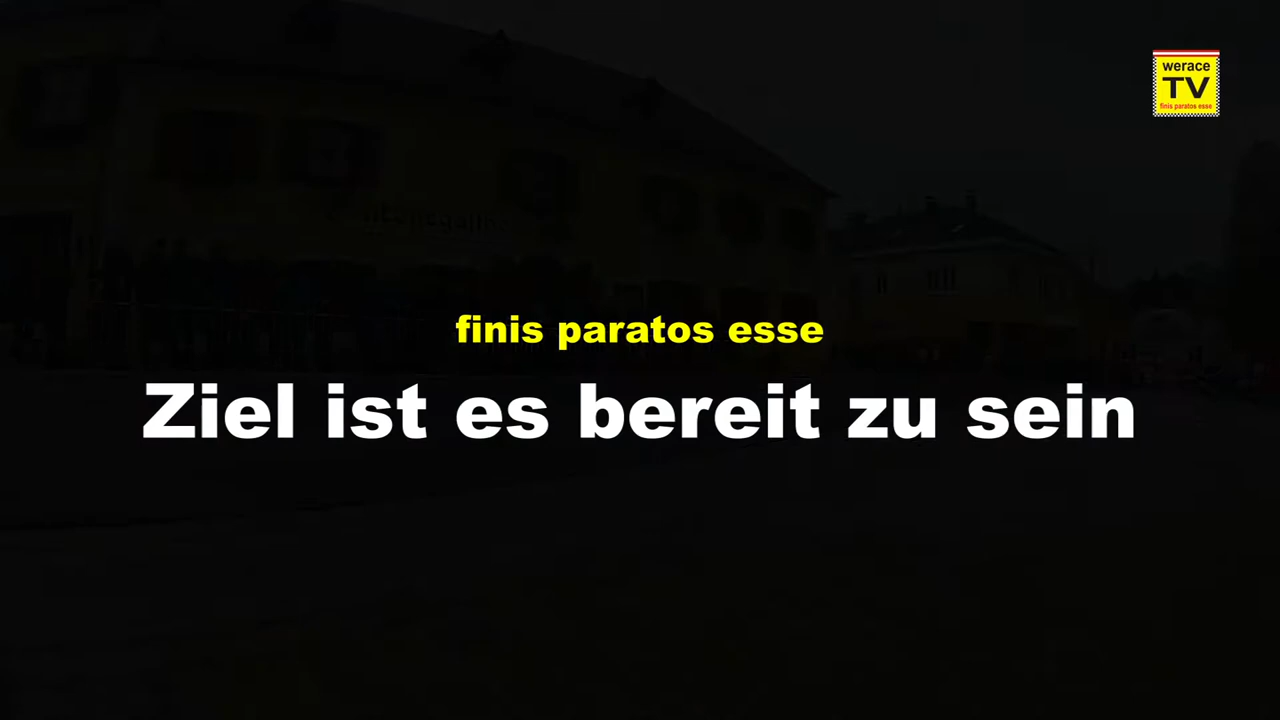 werace
TV
finis paratos esse
finis paratos esse
Ziel ist es bereit zu sein